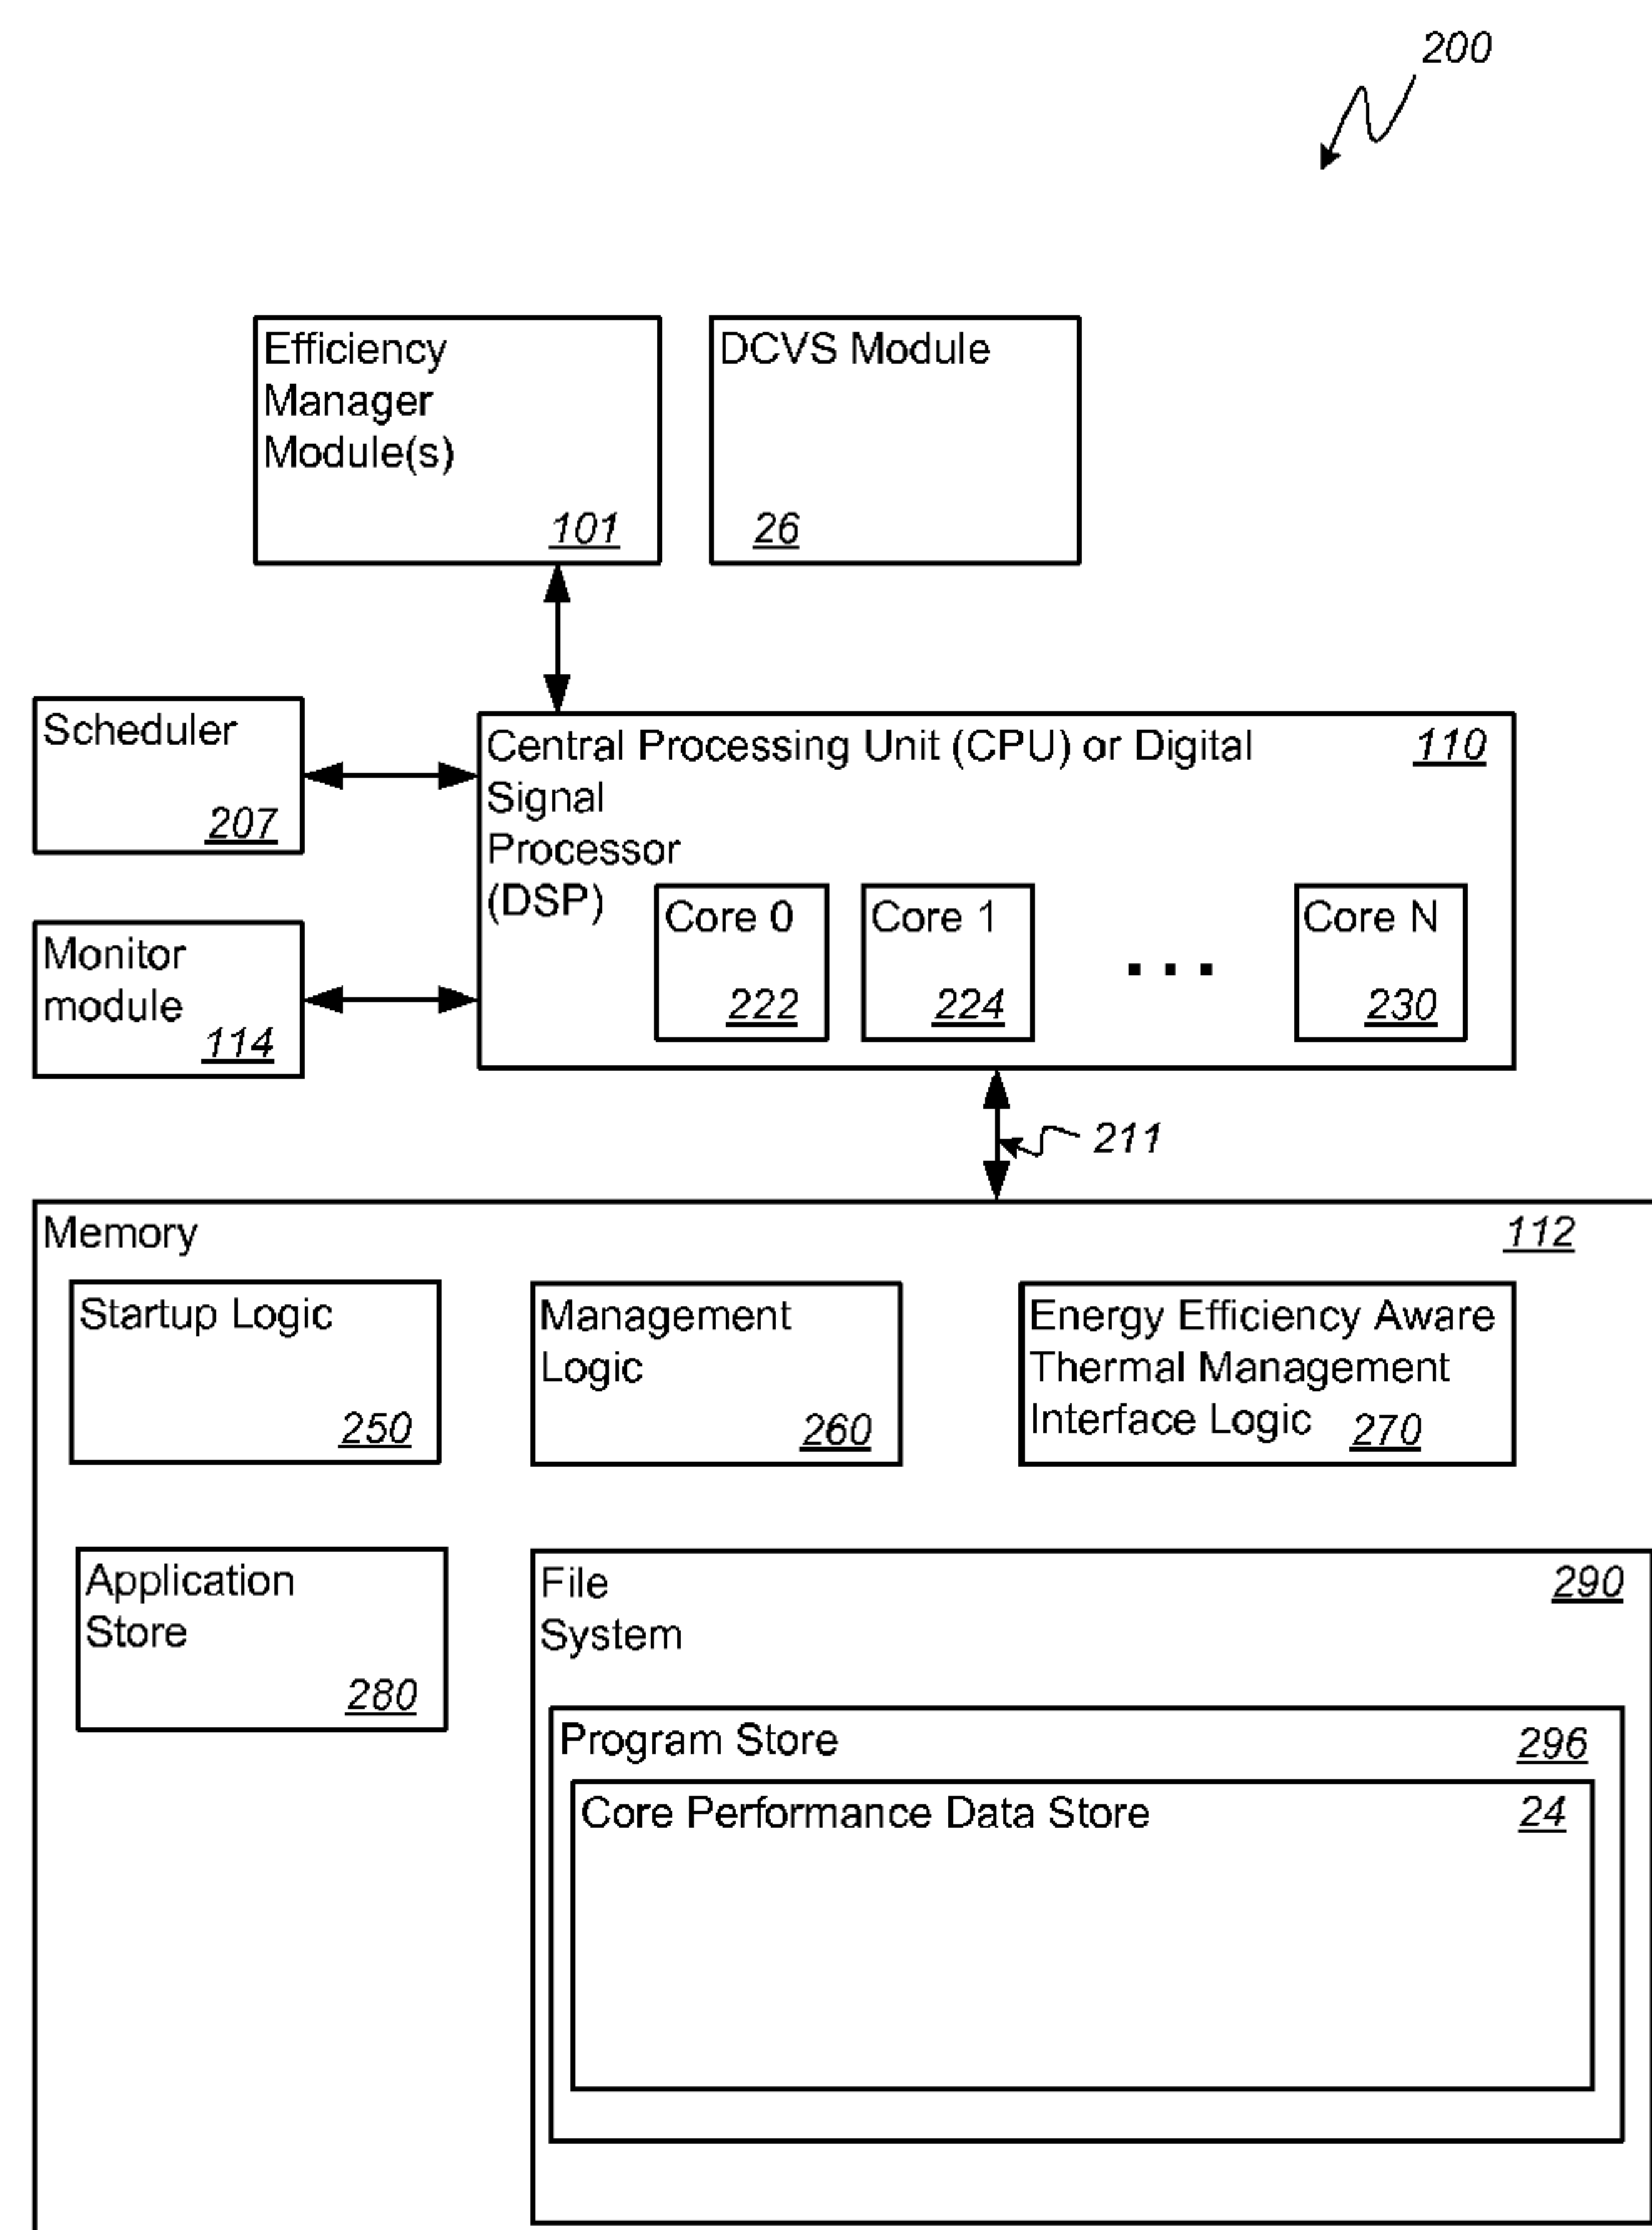 200
Efficiency
Manager
Module(s)
101
DCVS Module
26
Scheduler
207
Monitor
module
114
Central Processing Unit (CPU) or Digital
Signal
Processor
(DSP)
110
Core 0
222
Core 1
224
. . .
Core N
230
211
Memory
112
Startup Logic
250
Management
Logic
260
Energy Efficiency Aware
Thermal Management
Interface Logic
270
Application
Store
280
File
System
290
Program Store
296
Core Performance Data Store
24